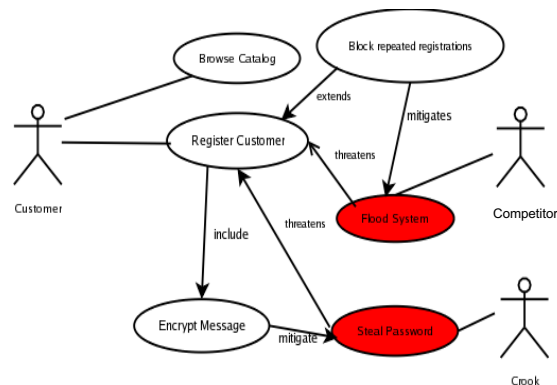 Block repeated registrations
Browse Catalog
extends
mitigates
Register Customer
threatens
Customer
Flood System
Competitor
include
threatens
Encrypt Message
mitigate
Steal Password
Crook